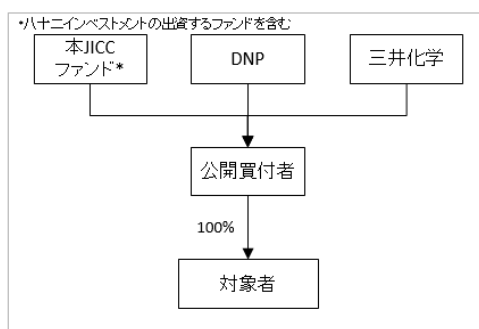 *八十二インベストメントの出資するファンドを含む
本JICC
ファンド*
DNP
三井化学
公開買付者
100%
対象者